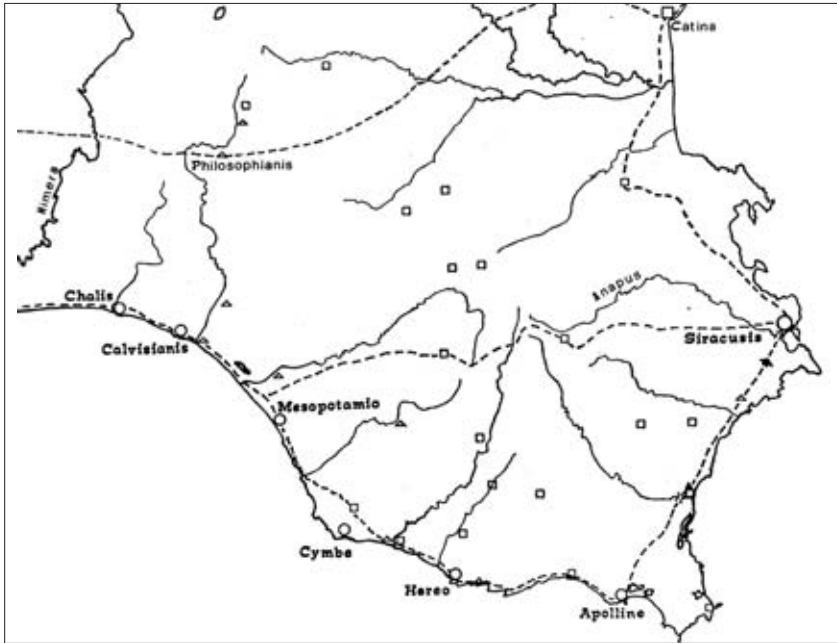 Catina
Philosophianis
Himera
Anapus
Chalis
Calvisianis
Siracusis
Mesopotamio
Cymbe
Hereo
Apolline